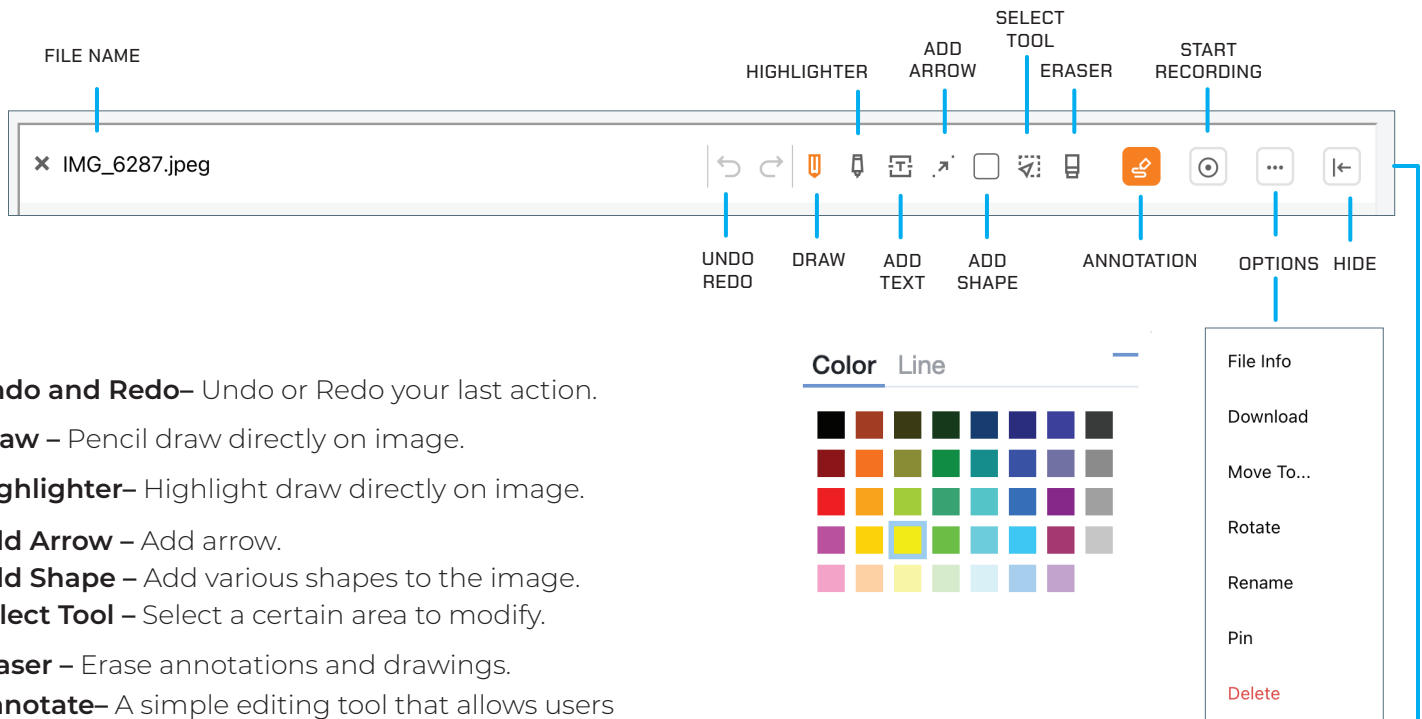 FILE NAME
HIGHLIGHTER
ADD
ARROW
SELECT
TOOL
ERASER
START
RECORDING
IMG_6287.jpeg
UNDO
REDO
DRAW
ADD
TEXT
ADD
SHAPE
ANNOTATION
OPTIONS
HIDE
ndo and Redo– Undo or Redo your last action.
aw – Pencil draw directly on image.
ghlighter– Highlight draw directly on image.
dd Arrow – Add arrow.
dd Shape – Add various shapes to the image.
lect Tool – Select a certain area to modify.
aser – Erase annotations and drawings.
nnotate– A simple editing tool that allows users
Color Line
File Info
Download
Move To...
Rotate
Rename
Pin
Delete